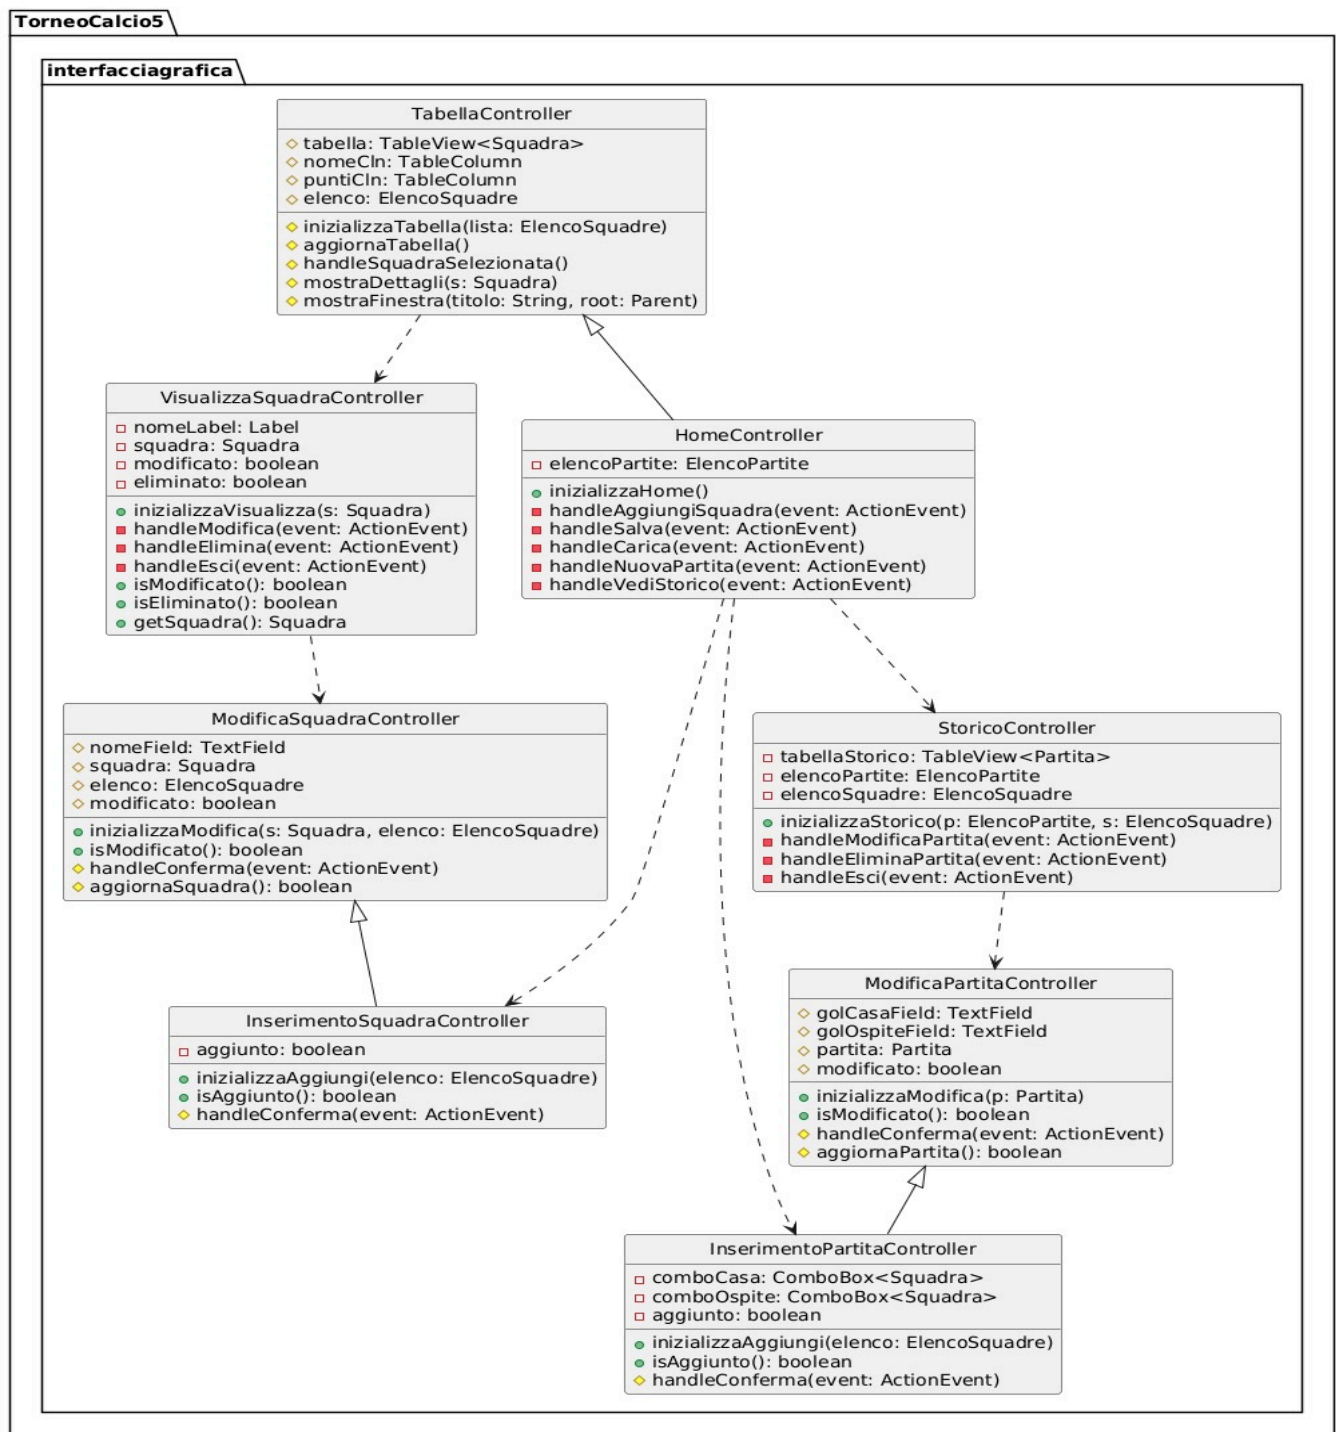 TorneoCalcio5
interfacciagrafica
TabellaController
tabella: TableView<Squadra>
nomeCln: TableColumn
puntiCln: TableColumn
elenco: ElencoSquadre
inizializzaTabella(lista: ElencoSquadre)
aggiornaTabella()
handleSquadraSelezionata()
mostraDettagli(s: Squadra)
mostraFinestra(titolo: String, root: Parent)
VisualizzaSquadraController
nomeLabel: Label
squadra: Squadra
modificato: boolean
eliminato: boolean
inizializzaVisualizza(s: Squadra)
handleModifica(event: ActionEvent)
handleElimina(event: ActionEvent)
handleEsci(event: ActionEvent)
isModificato(): boolean
isEliminato(): boolean
getSquadra(): Squadra
HomeController
elencoPartite: ElencoPartite
inizializzaHome()
handleAggiungiSquadra(event: ActionEvent)
handleSalva(event: ActionEvent)
handleCarica(event: ActionEvent)
handleNuovaPartita(event: ActionEvent)
handleVediStorico(event: ActionEvent)
ModificaSquadraController
nomeField: TextField
squadra: Squadra
elenco: ElencoSquadre
modificato: boolean
inizializzaModifica(s: Squadra, elenco: ElencoSquadre)
isModificato(): boolean
handleConferma(event: ActionEvent)
aggiornaSquadra(): boolean
StoricoController
tabellaStorico: TableView<Partita>
elencoPartite: ElencoPartite
elencoSquadre: ElencoSquadre
inizializzaStorico(p: ElencoPartite, s: ElencoSquadre)
handleModificaPartita(event: ActionEvent)
handleEliminaPartita(event: ActionEvent)
handleEsci(event: ActionEvent)
InserimentoSquadraController
aggiunto: boolean
inizializzaAggiungi(elenco: ElencoSquadre)
isAggiunto(): boolean
handleConferma(event: ActionEvent)
ModificaPartitaController
golCasaField: TextField
golOspiteField: TextField
partita: Partita
modificato: boolean
inizializzaModifica(p: Partita)
isModificato(): boolean
handleConferma(event: ActionEvent)
aggiornaPartita(): boolean
InserimentoPartitaController
comboCasa: ComboBox<Squadra>
comboOspite: ComboBox<Squadra>
aggiunto: boolean
inizializzaAggiungi(elenco: ElencoSquadre)
isAggiunto(): boolean
handleConferma(event: ActionEvent)